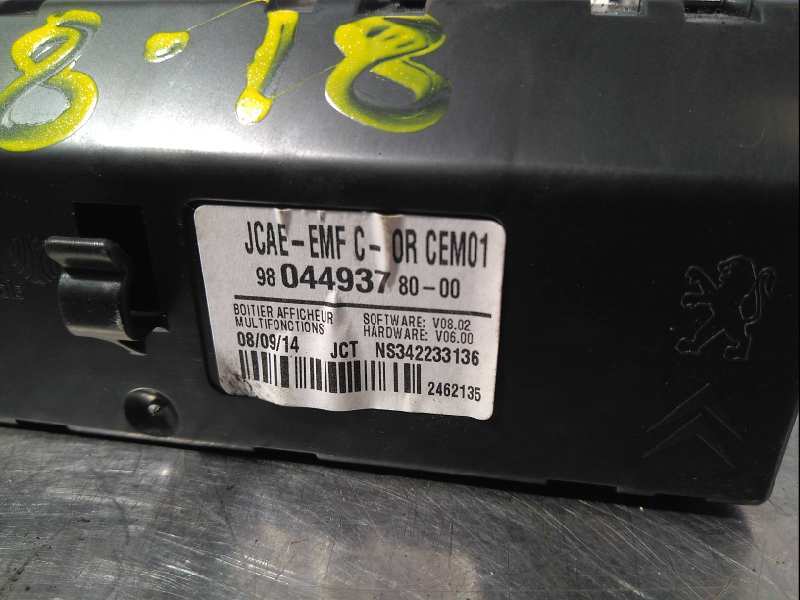 8.18
JCAE-EMF C- OR CEM01
98 044937 80-00
BOITIER AFFICHEUR
MULTIFONCTIONS
SOFTWARE: V08.02
HARDWARE: V06.00
08/09/14 JCT NS342233136
2462135